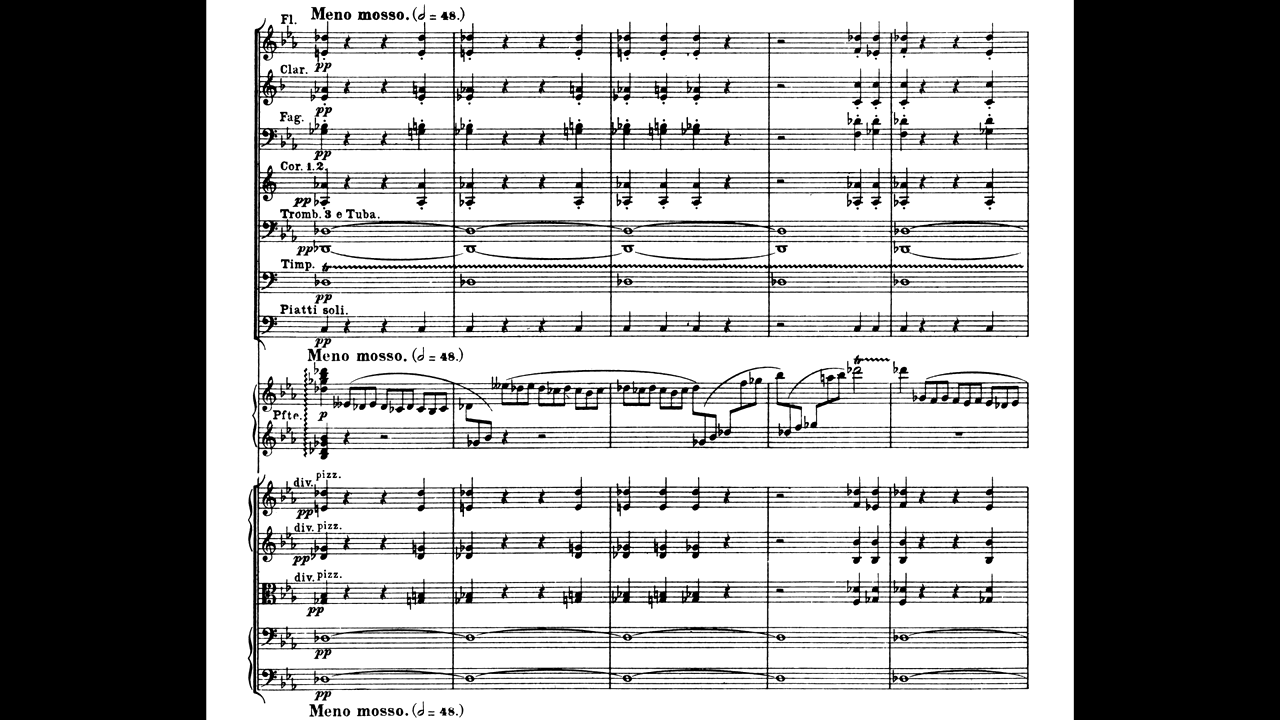 Meno mosso. (𝅗𝅥 = 48.)
Fl.
pp
Clar.
pp
Fag.
pp
Cor. 1. 2.
pp
Tromb. 3 e Tuba.
pp
Timp. tr
pp
Piatti soli.
pp
Meno mosso. (𝅗𝅥 = 48.)
tr
Pfte. p
div. pizz.
pp
div. pizz.
pp
div. pizz.
pp
pp
pp
Meno mosso. (𝅗𝅥 = 48.)